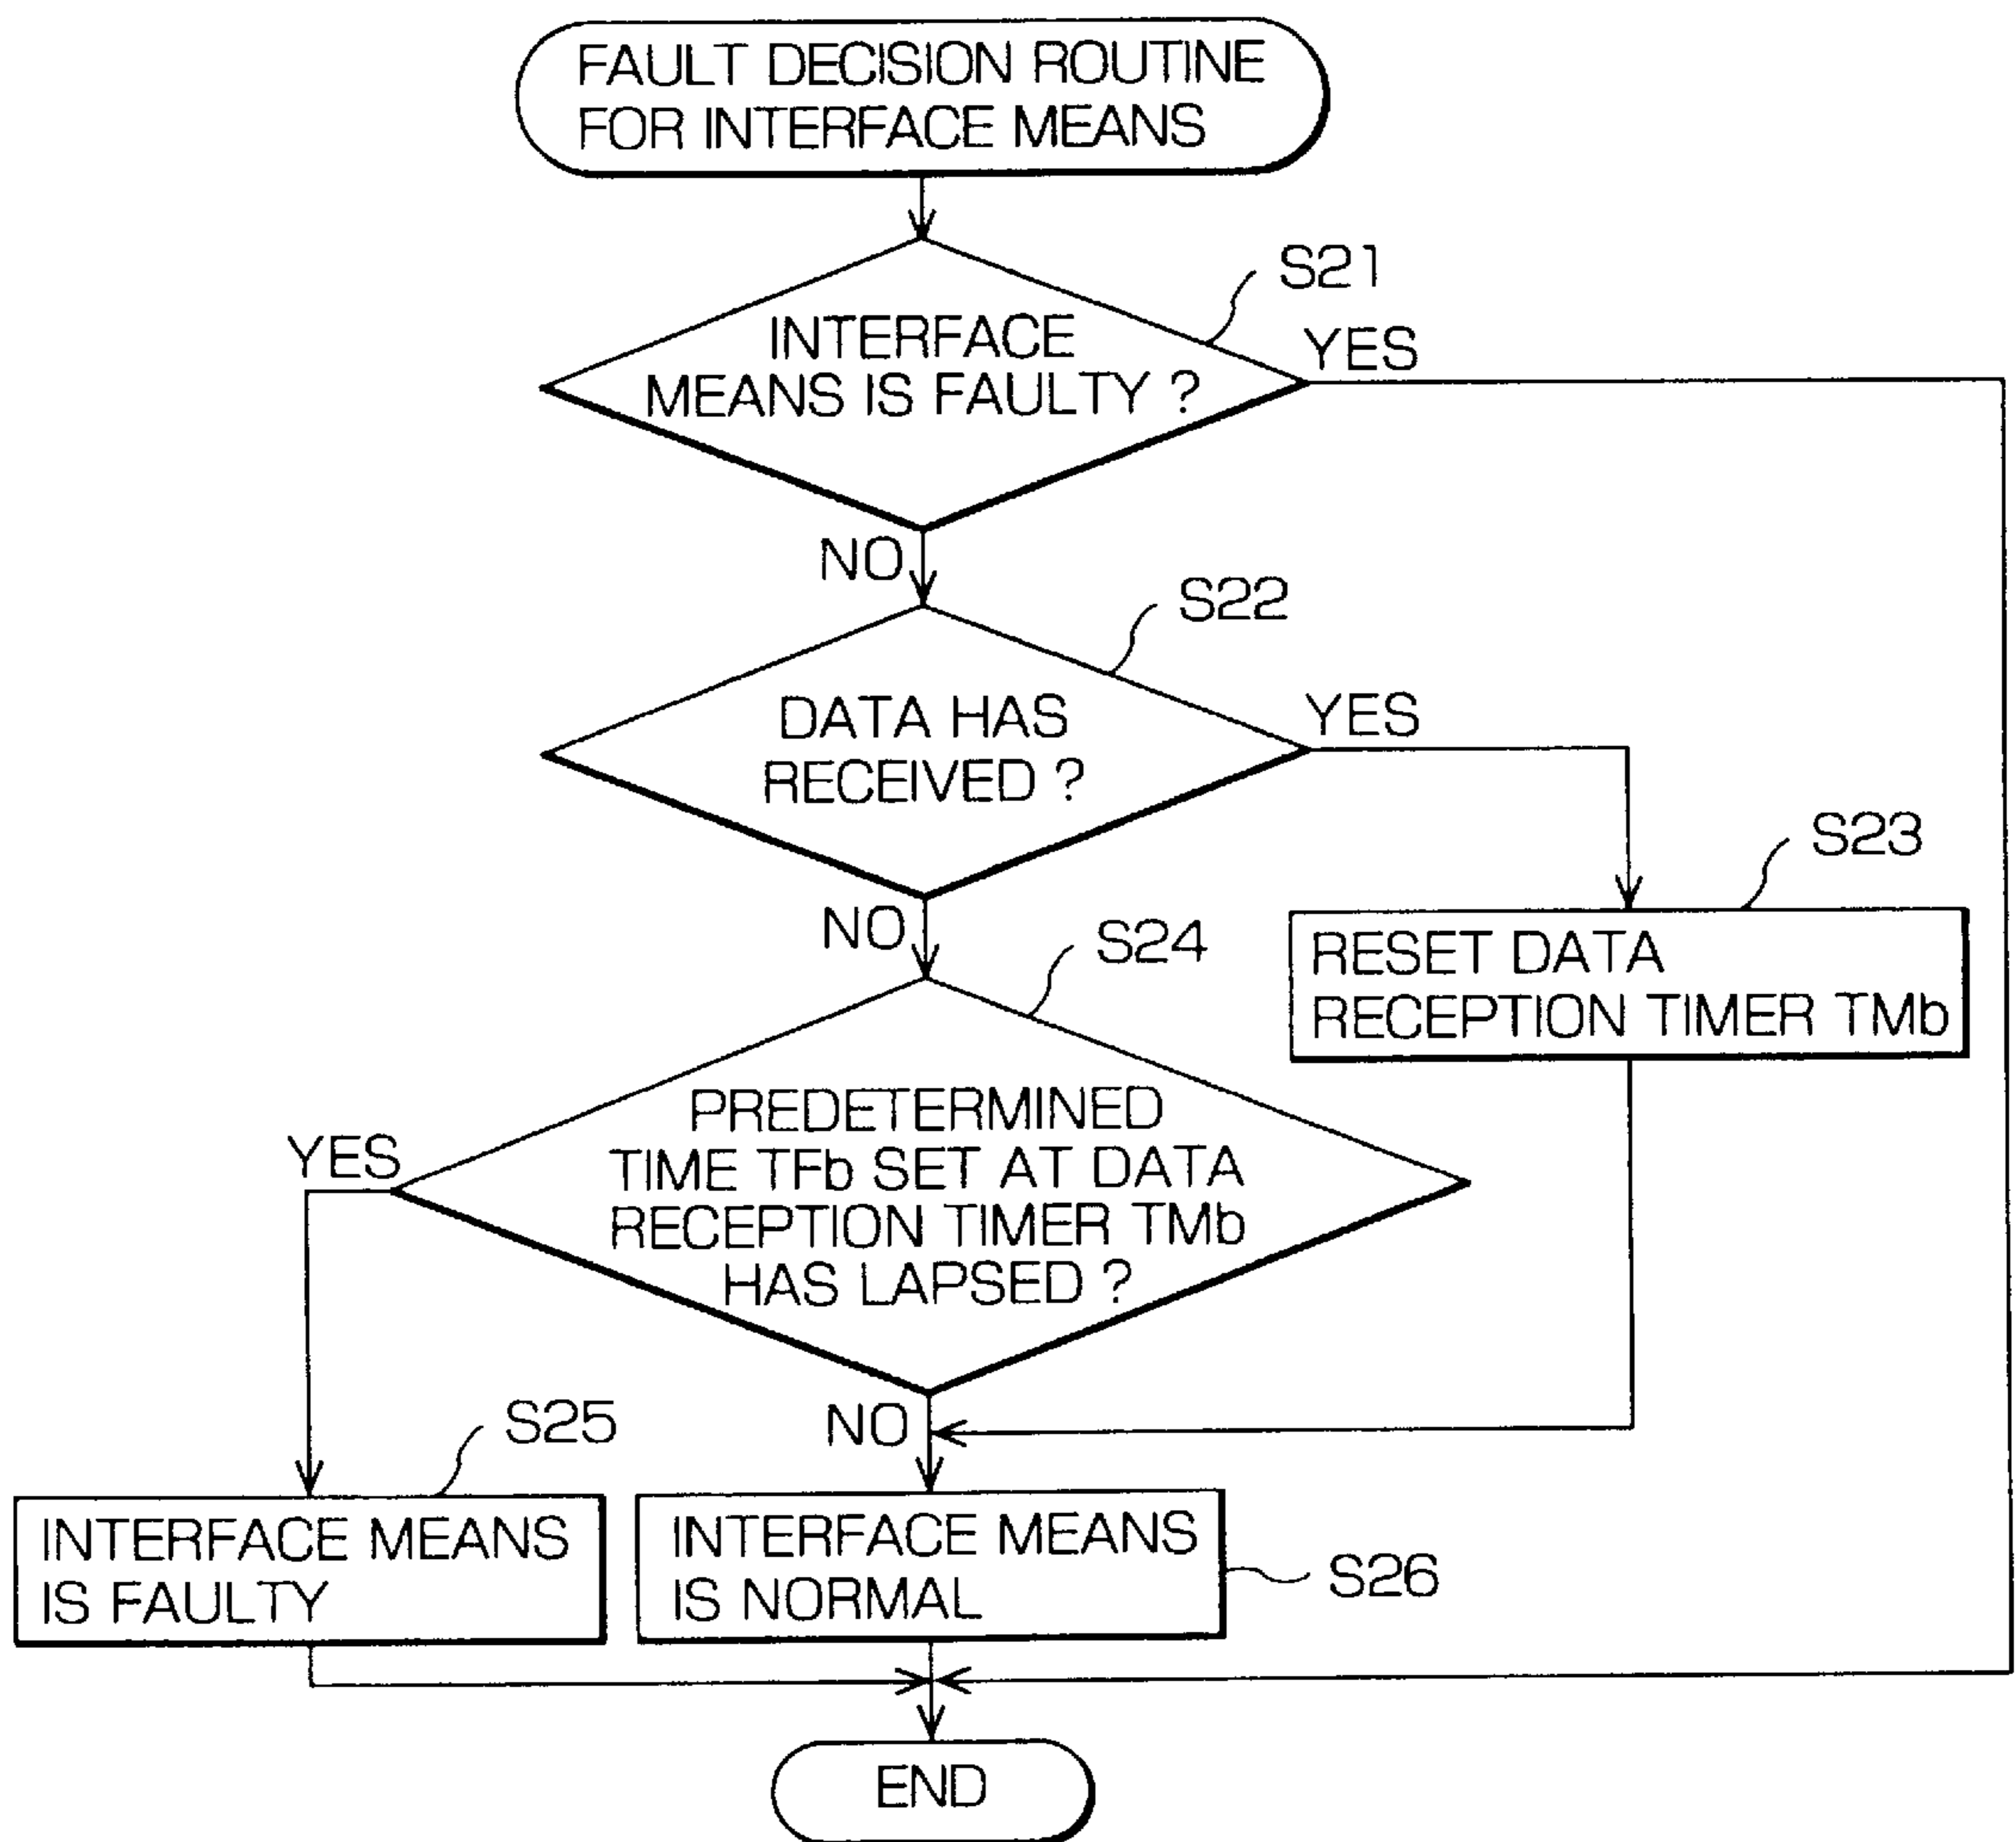 FAULT DECISION ROUTINE
FOR INTERFACE MEANS
S21
INTERFACE
MEANS IS FAULTY ?
YES
NO
S22
DATA HAS
RECEIVED ?
YES
NO
S23
RESET DATA
RECEPTION TIMER TMb
S24
PREDETERMINED
TIME TFb SET AT DATA
RECEPTION TIMER TMb
HAS LAPSED ?
YES
NO
S25
INTERFACE MEANS
IS FAULTY
INTERFACE MEANS
IS NORMAL
S26
END